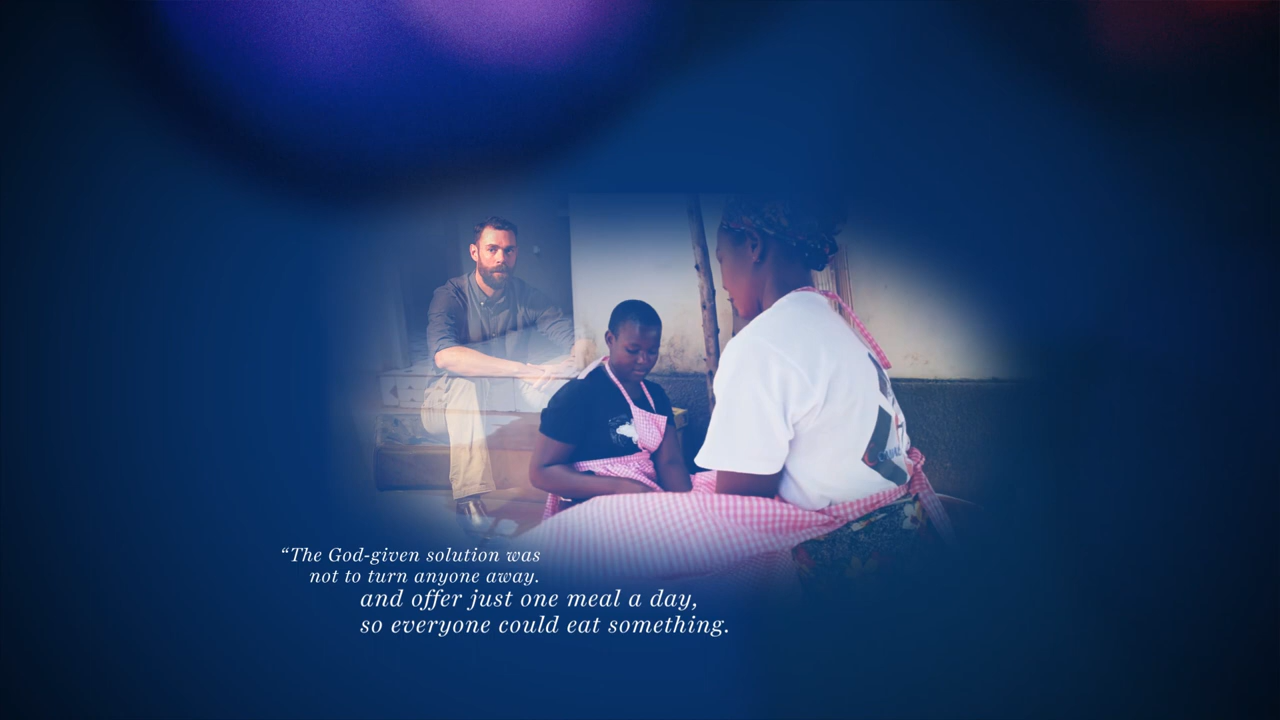 “The God-given solution was
not to turn anyone away.
and offer just one meal a day,
so everyone could eat something.